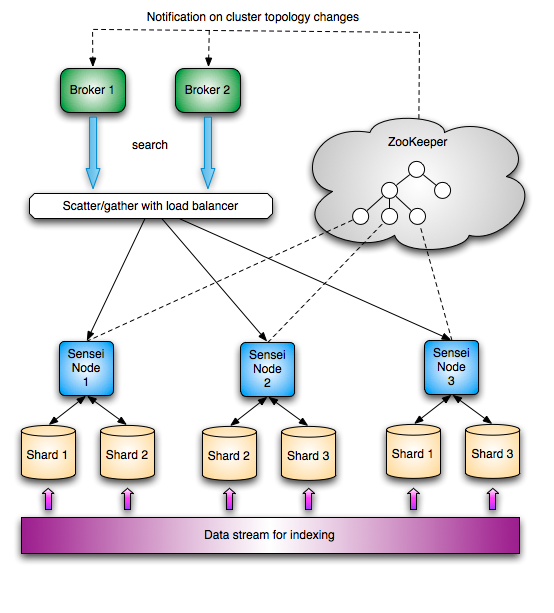 Notification on cluster topology changes
Broker 1
Broker 2
ZooKeeper
search
Scatter/gather with load balancer
Sensei
Node
1
Sensei
Node
2
Sensei
Node
3
Shard 1
Shard 2
Shard 2
Shard 3
Shard 1
Shard 3
Data stream for indexing